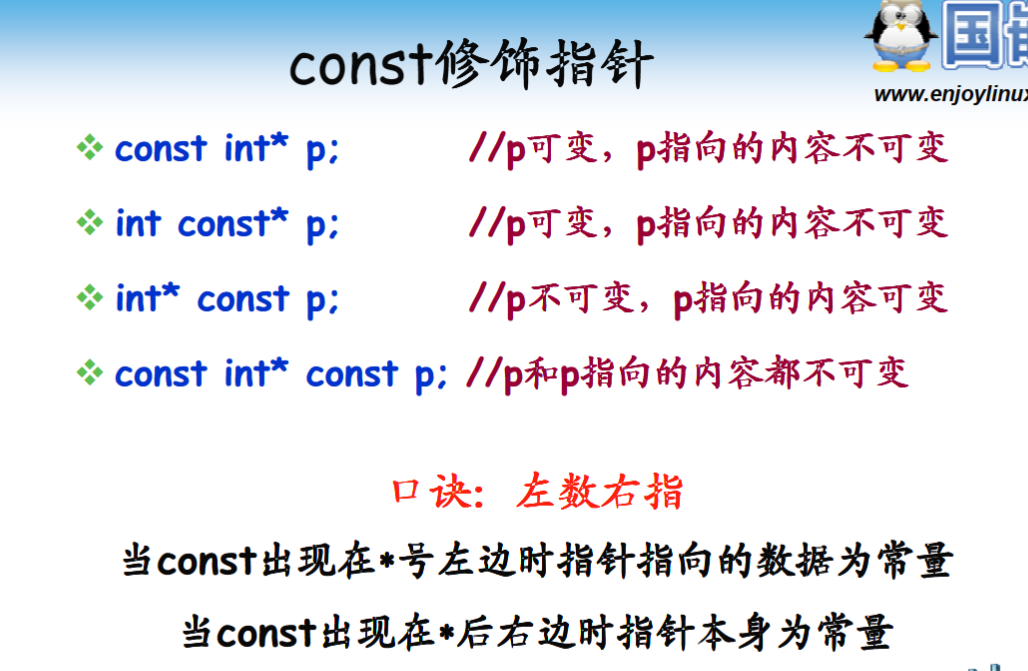 const修饰指针
国
www.enjoylinux
const int* p; //p可变，p指向的内容不可变
int const* p; //p可变，p指向的内容不可变
int* const p; //p不可变，p指向的内容可变
const int* const p; //p和p指向的内容都不可变
口诀：左数右指
当const出现在*号左边时指针指向的数据为常量
当const出现在*后右边时指针本身为常量